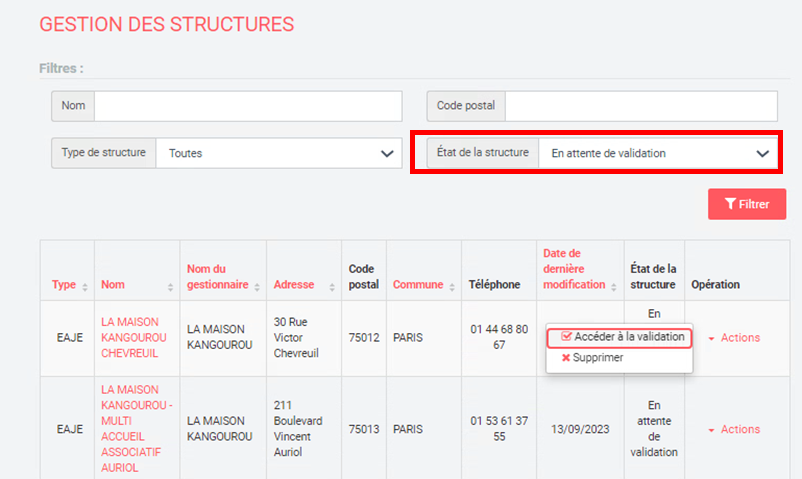 GESTION DES STRUCTURES
Filtres :
Nom
Code postal
Type de structure
Toutes
État de la structure
En attente de validation
Filtrer
Type
Nom
Nom du
gestionnaire
Adresse
Code
postal
Commune
Téléphone
Date de
dernière
modification
État de la
structure
Opération
EAJE
LA MAISON
KANGOUROU
CHEVREUIL
LA MAISON
KANGOUROU
30 Rue
Victor
Chevreuil
75012
PARIS
01 44 68 80
67
En
Accéder à la validation
Supprimer
Actions
EAJE
LA MAISON
KANGOUROU -
MULTI
ACCUEIL
ASSOCIATIF
AURIOL
LA MAISON
KANGOUROU
211
Boulevard
Vincent
Auriol
75013
PARIS
01 53 61 37
55
13/09/2023
En
attente
de
validation
Actions